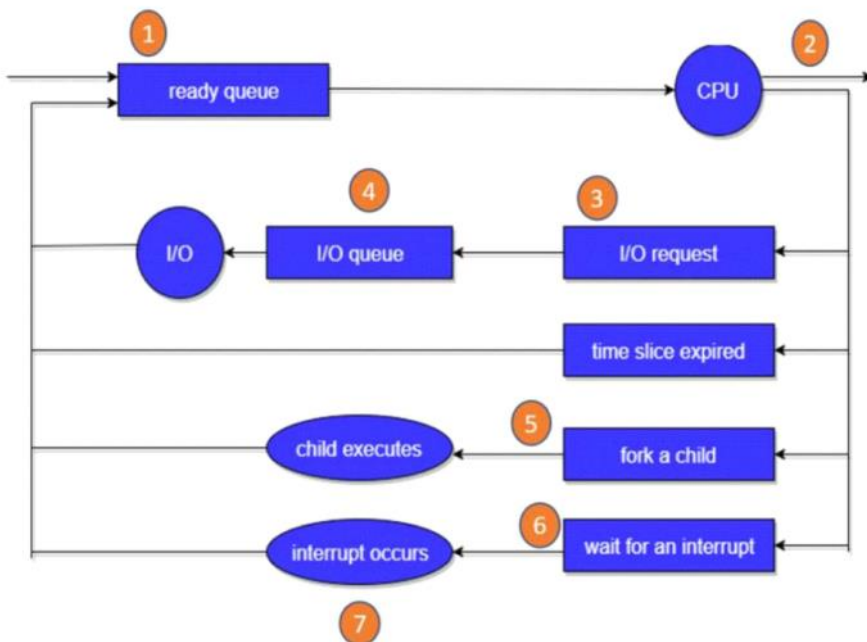 1
2
ready queue
CPU
4
3
I/O
I/O queue
I/O request
time slice expired
5
child executes
fork a child
6
interrupt occurs
wait for an interrupt
7